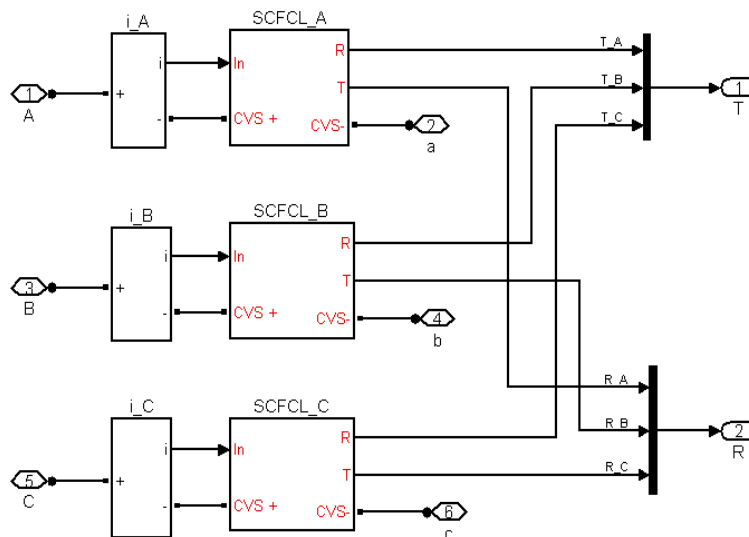 i_A SCFCL_A
R T_A
i In
1 T T_B 1
A + T
- CVS + CVS- 2 T_C
a
i_B SCFCL_B
i In R
3 + T
B
- CVS + CVS- 4
b
R_A
i_C SCFCL_C
i In R R_B 2
R
5 + T R_C
C
- CVS + CVS- 6
c